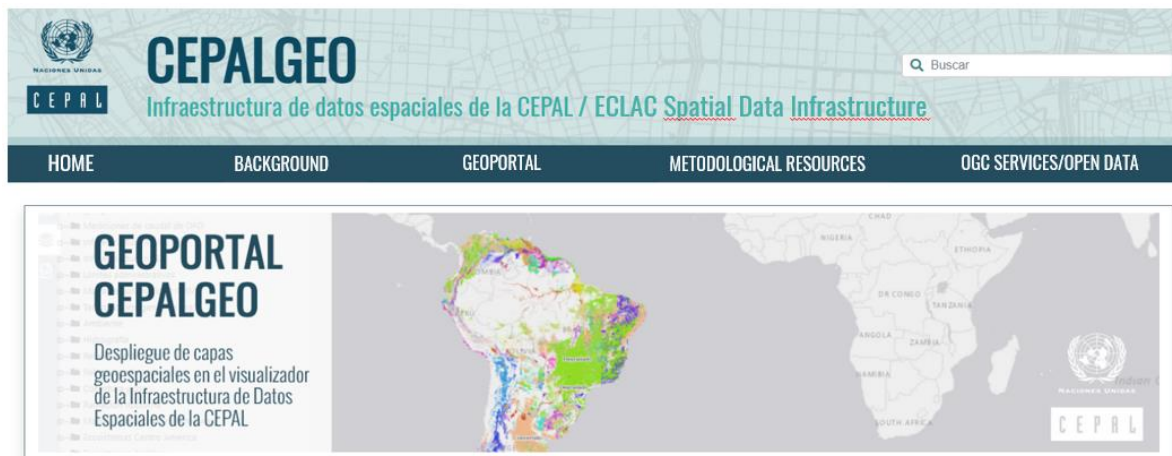 NACIONES UNIDAS
CEPAL
CEPALGEO
Infraestructura de datos espaciales de la CEPAL / ECLAC Spatial Data Infrastructure
Buscar
HOME
BACKGROUND
GEOPORTAL
METODOLOGICAL RESOURCES
OGC SERVICES/OPEN DATA
GEOPORTAL
CEPALGEO
Despliegue de capas
geoespaciales en el visualizador
de la Infraestructura de Datos
Espaciales de la CEPAL
CHAD
NIGERIA
ETHIOPIA
DR CONGO
TANZANIA
ANGOLA
ZAMBIA
NAMIBIA
SOUTH AFRICA
Indian
NACIONES UNIDAS
CEPAL